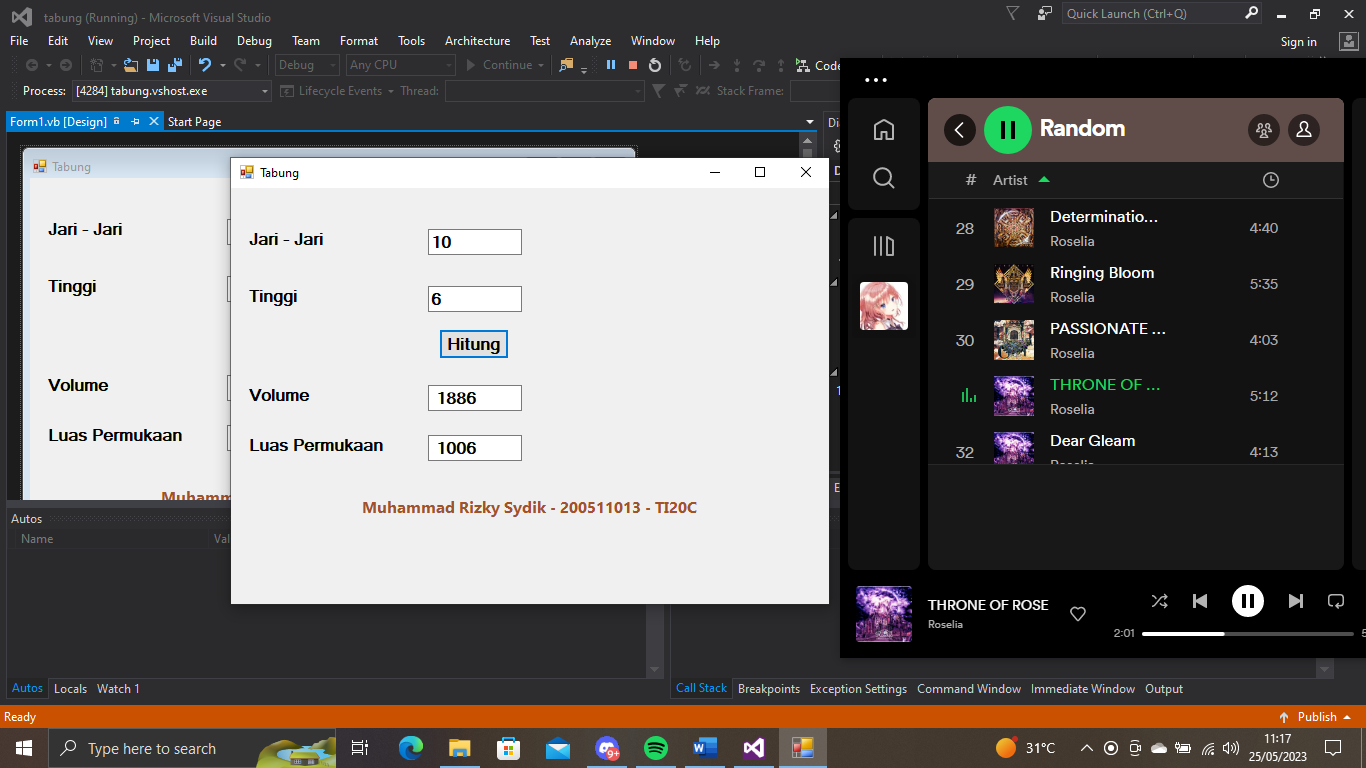 tabung (Running) - Microsoft Visual Studio
Quick Launch (Ctrl+Q)
File Edit View Project Build Debug Team Format Tools Architecture Test Analyze Window Help
Sign in
Debug Any CPU Continue Code
Process: [4284] tabung.vshost.exe Lifecycle Events Thread: Stack Frame:
Form1.vb [Design] Start Page
Tabung
Jari - Jari
Tinggi
Volume
Luas Permukaan
Muhamm
Tabung
Jari - Jari 10
Tinggi 6
Hitung
Volume 1886
Luas Permukaan 1006
Muhammad Rizky Sydik - 200511013 - TI20C
Random
# Artist
28 Determinatio... 4:40
Roselia
29 Ringing Bloom 5:35
Roselia
30 PASSIONATE ... 4:03
Roselia
THRONE OF ... 5:12
Roselia
32 Dear Gleam 4:13
THRONE OF ROSE
Roselia
2:01
Autos
Name Val
Autos Locals Watch 1
Call Stack Breakpoints Exception Settings Command Window Immediate Window Output
Ready
Publish
Type here to search
9+
31°C
11:17
25/05/2023